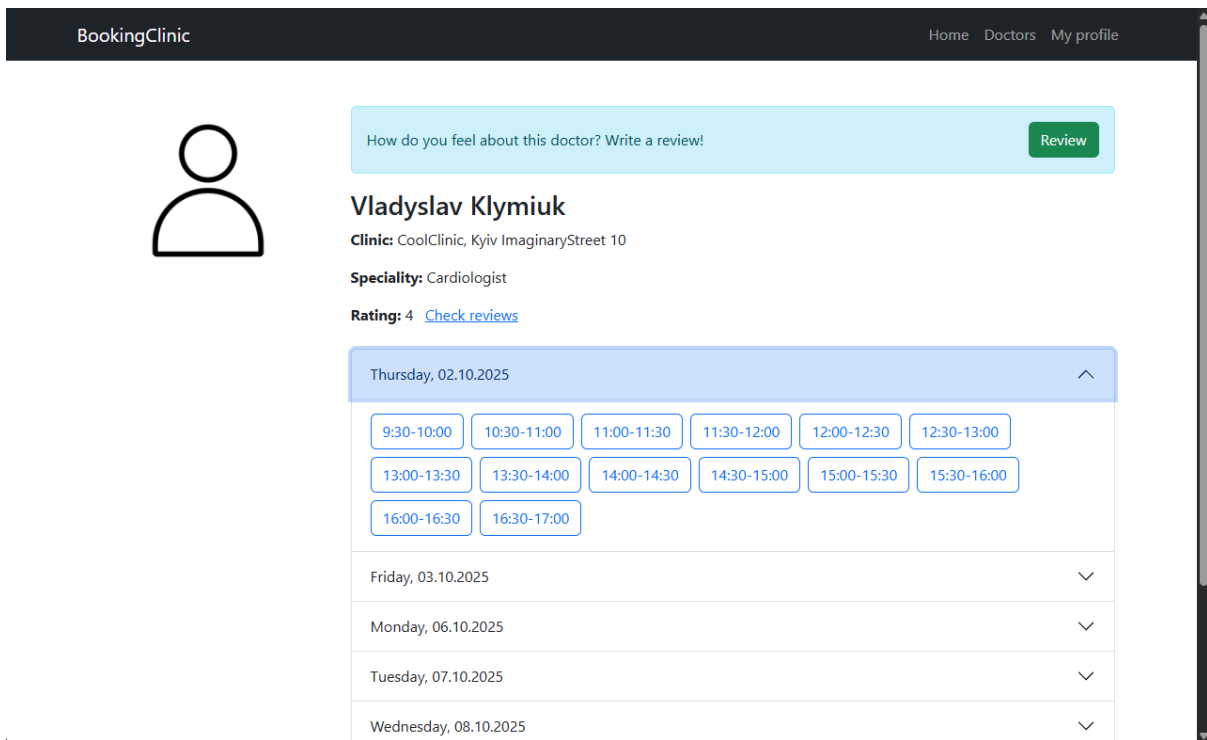 BookingClinic Home Doctors My profile
How do you feel about this doctor? Write a review! Review
Vladyslav Klymiuk
Clinic: CoolClinic, Kyiv ImaginaryStreet 10
Speciality: Cardiologist
Rating: 4 Check reviews
Thursday, 02.10.2025
9:30-10:00 10:30-11:00 11:00-11:30 11:30-12:00 12:00-12:30 12:30-13:00
13:00-13:30 13:30-14:00 14:00-14:30 14:30-15:00 15:00-15:30 15:30-16:00
16:00-16:30 16:30-17:00
Friday, 03.10.2025
Monday, 06.10.2025
Tuesday, 07.10.2025
Wednesday, 08.10.2025